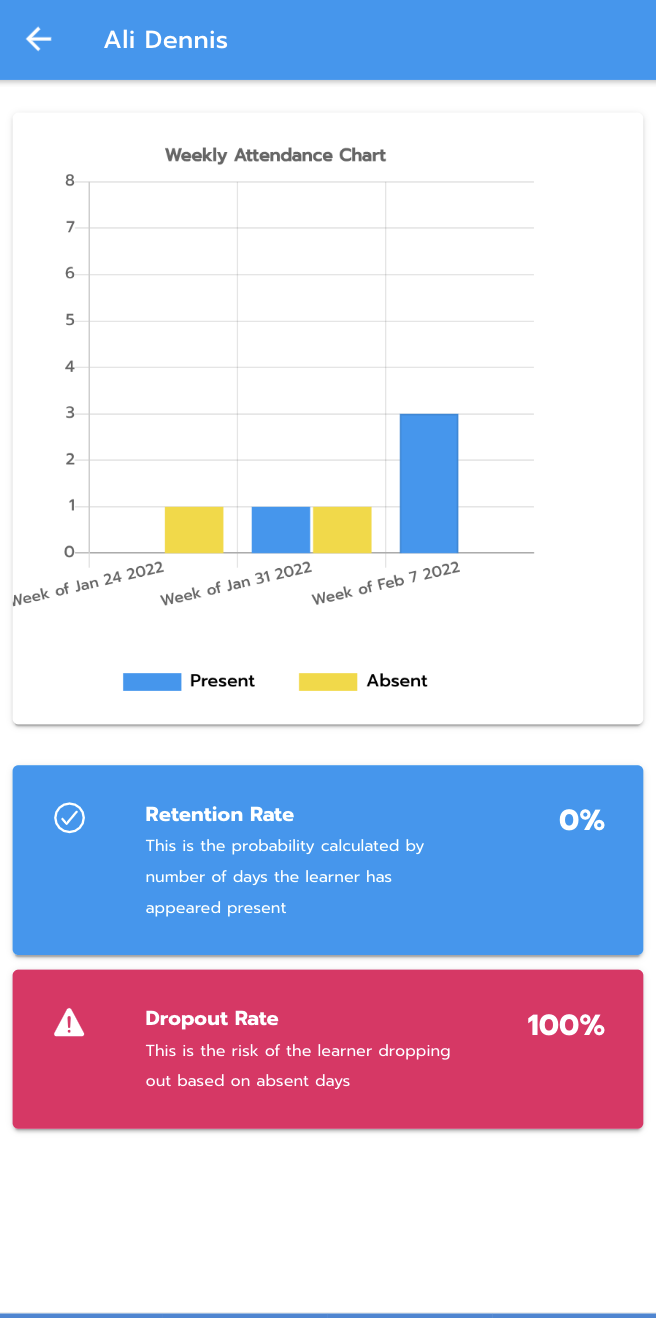 Ali Dennis
Weekly Attendance Chart
8
7
6
5
4
3
2
1
0
Week of Jan 24 2022
Week of Jan 31 2022
Week of Feb 7 2022
Present
Absent
Retention Rate
0%
This is the probability calculated by
number of days the learner has
appeared present
Dropout Rate
100%
This is the risk of the learner dropping
out based on absent days